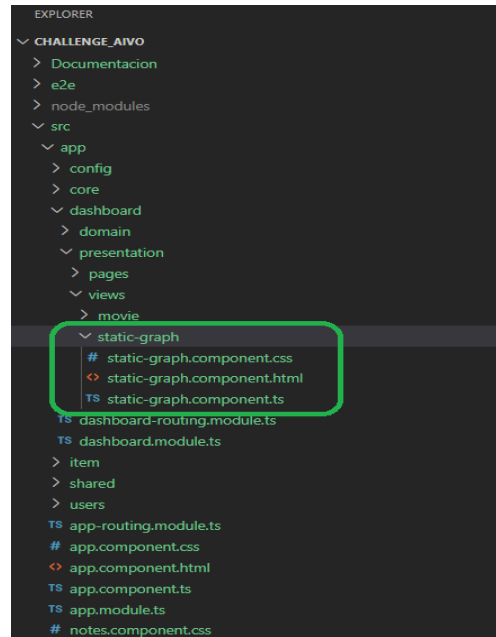 EXPLORER
CHALLENGE_AIVO
Documentacion
e2e
node_modules
src
app
config
core
dashboard
domain
presentation
pages
views
movie
static-graph
# static-graph.component.css
<> static-graph.component.html
TS static-graph.component.ts
TS dashboard-routing.module.ts
TS dashboard.module.ts
item
shared
users
TS app-routing.module.ts
# app.component.css
<> app.component.html
TS app.component.ts
TS app.module.ts
# notes.component.css